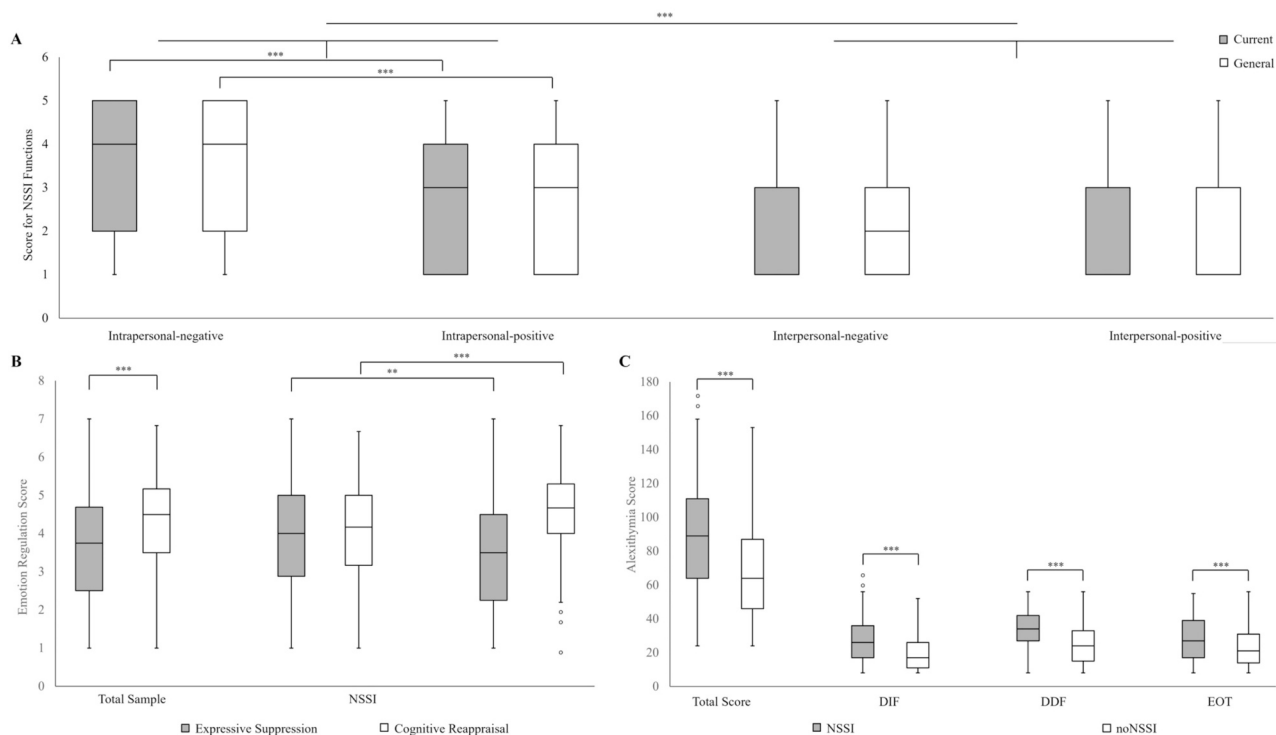 ***
A
Current
General
***
***
6
5
4
3
2
1
0
Score for NSSI Functions
Intrapersonal-negative
Intrapersonal-positive
Interpersonal-negative
Interpersonal-positive
B
***
***
**
8
7
6
5
4
3
2
1
0
Emotion Regulation Score
Total Sample
NSSI
Expressive Suppression
Cognitive Reappraisal
C
***
***
***
***
180
160
140
120
100
80
60
40
20
0
Alexithymia Score
Total Score
DIF
DDF
EOT
NSSI
noNSSI